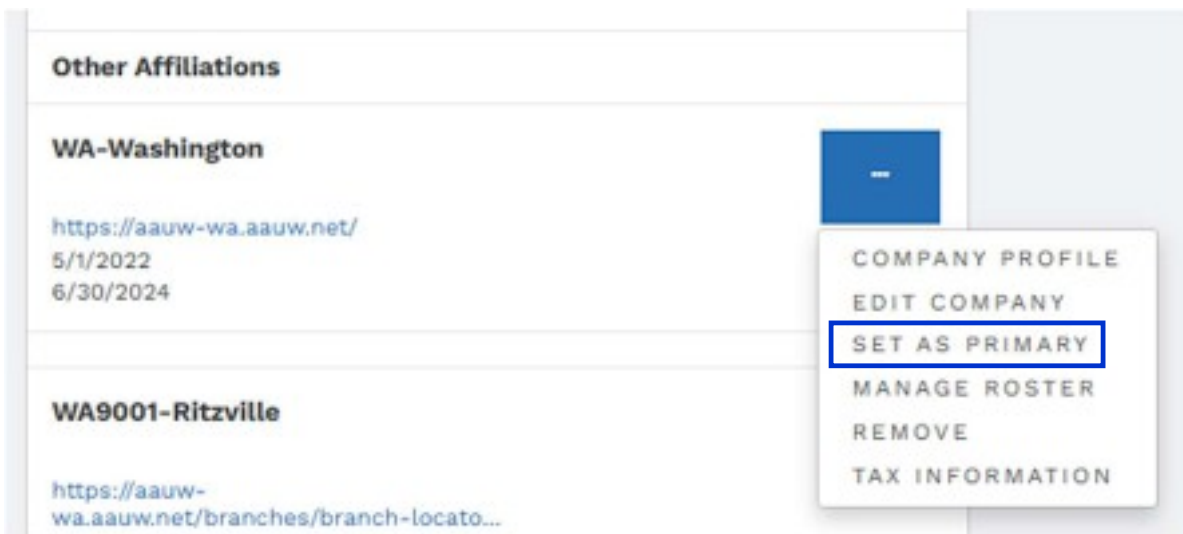 Other Affiliations
WA-Washington
https://aauw-wa.aauw.net/
5/1/2022
6/30/2024
COMPANY PROFILE
EDIT COMPANY
SET AS PRIMARY
MANAGE ROSTER
REMOVE
TAX INFORMATION
WA9001-Ritzville
https://aauw-
wa.aauw.net/branches/branch-locato...